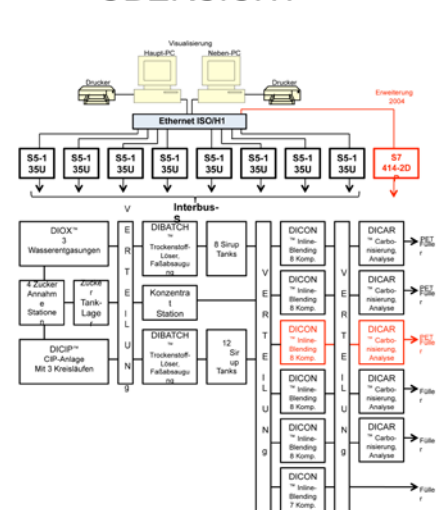 Visualisierung
Haupt-PC
Neben-PC
Drucker
Drucker
Erweiterung
2004
Ethernet ISO/H1
S5-1
35U
S5-1
35U
S5-1
35U
S5-1
35U
S5-1
35U
S5-1
35U
S5-1
35U
S5-1
35U
S7
414-2D
Interbus-
S
DIOX™
3
Wasserentgasungen
4 Zucker
Annahm
e
Statione
n
Zucke
r
Tank-
Lage
r
DICIP™
CIP-Anlage
Mit 3 Kreisläufen
V
E
R
T
E
I
L
U
N
g
DIBATCH
™
Trockenstoff-
Löser,
Faßabsaugu
ng
8 Sirup
Tanks
Konzentra
t
Station
DIBATCH
™
Trockenstoff-
Löser,
Faßabsaugu
ng
12
Sir
up
Tanks
V
E
R
T
E
I
L
U
N
g
DICON
™ Inline-
Blending
8 Komp.
DICON
™ Inline-
Blending
8 Komp.
DICON
™ Inline-
Blending
8 Komp.
DICON
™ Inline-
Blending
8 Komp.
DICON
™ Inline-
Blending
6 Komp.
DICON
™ Inline-
Blending
7 Komp.
V
E
R
T
E
I
L
U
N
g
DICAR
™ Carbo-
nisierung,
Analyse
DICAR
™ Carbo-
nisierung,
Analyse
DICAR
™ Carbo-
nisierung,
Analyse
DICAR
™ Carbo-
nisierung,
Analyse
DICAR
™ Carbo-
nisierung,
Analyse
PET
Fülle
r
PET
Fülle
r
PET
Fülle
r
Fülle
r
Fülle
r
Fülle
r